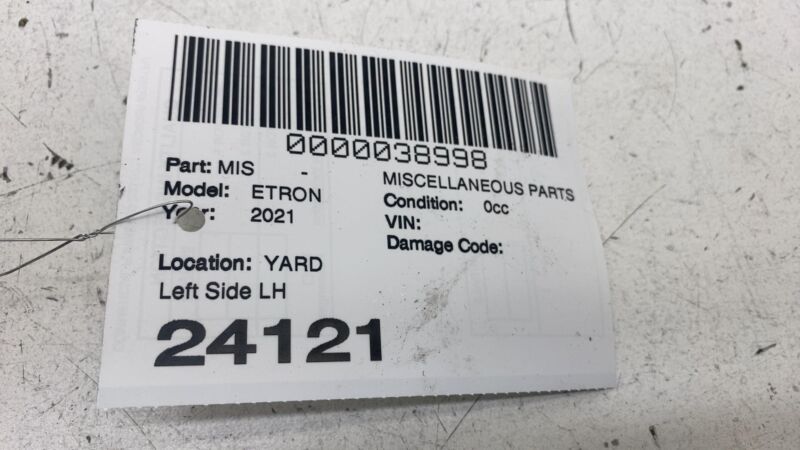 0000038998
Part: MIS - MISCELLANEOUS PARTS
Model: ETRON Condition: 0cc
Year: 2021 VIN:
Damage Code:
Location: YARD
Left Side LH
24121